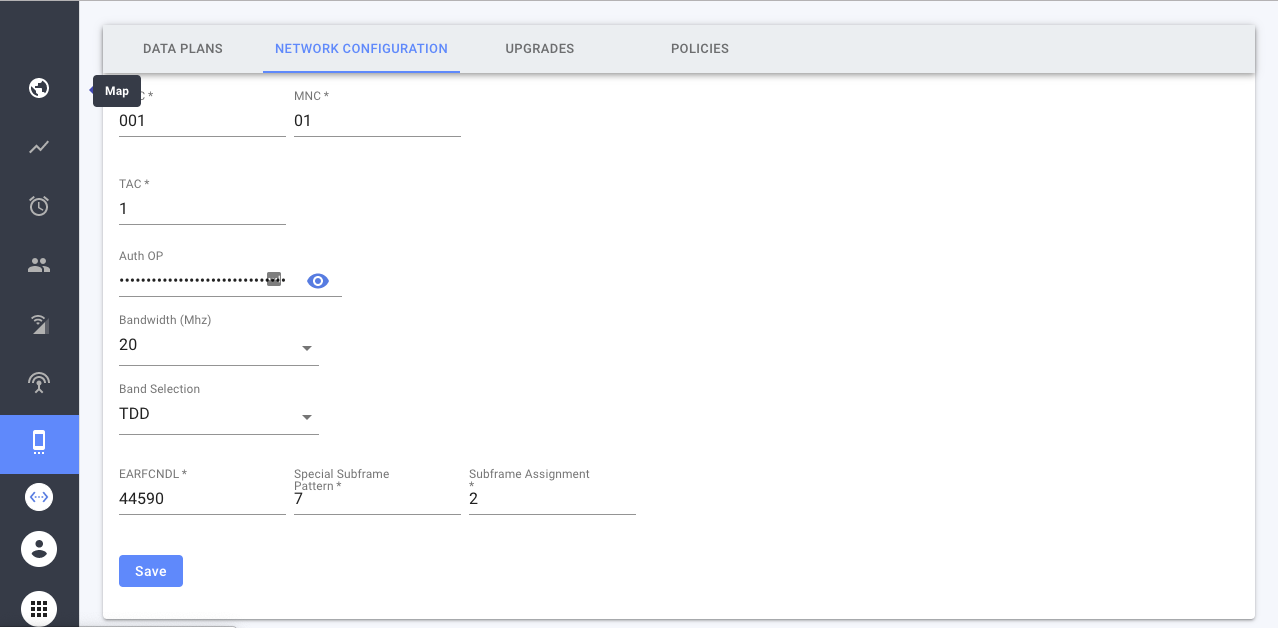 DATA PLANS NETWORK CONFIGURATION UPGRADES POLICIES
Map
C * MNC *
001 01
TAC *
1
Auth OP
Bandwidth (Mhz)
20
Band Selection
TDD
EARFCNDL * Special Subframe Pattern * Subframe Assignment *
44590 7 2
Save